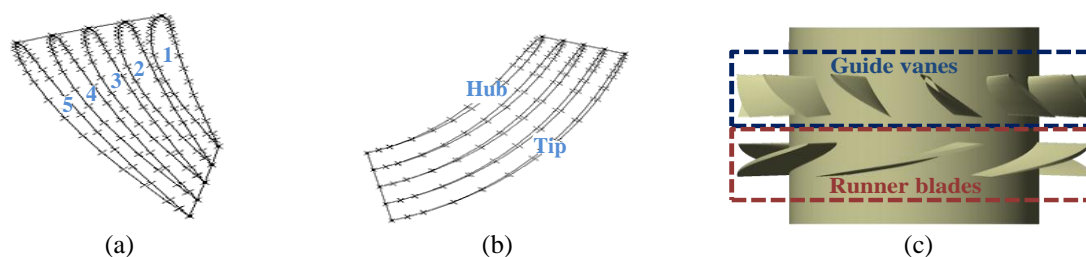 1
2
3
4
5
Hub
Tip
Guide vanes
Runner blades
(a)
(b)
(c)